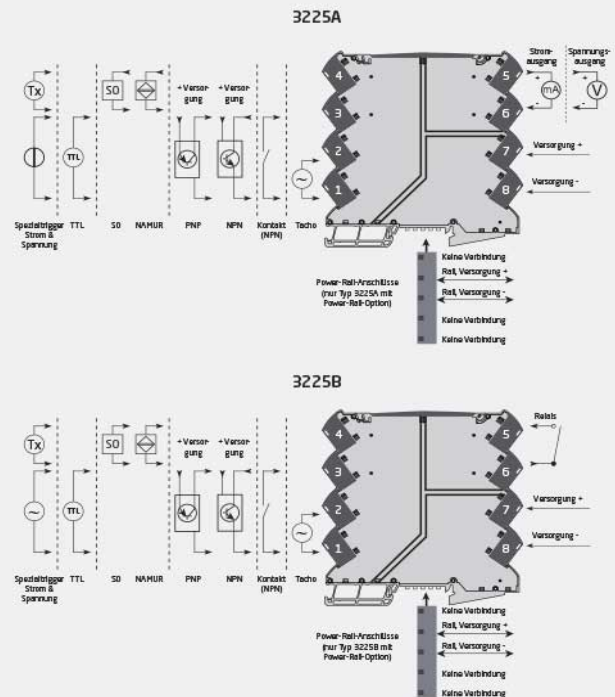 3225A
Strom-
ausgang
Spannungs-
ausgang
Tx
S0
+ Versor-
gung
+ Versor-
gung
4
5
+
-
mA
+
-
V
3
6
TTL
2
7
Versorgung +
1
8
Versorgung -
~
Spezialtrigger
Strom &
Spannung
TTL
S0
NAMUR
PNP
NPN
Kontakt
(NPN)
Tacho
Power-Rail-Anschlüsse
(nur Typ 3225A mit
Power-Rail-Option)
Keine Verbindung
Rail, Versorgung +
Rail, Versorgung -
Keine Verbindung
Keine Verbindung
3225B
Relais
Tx
S0
+ Versor-
gung
+ Versor-
gung
4
5
3
6
~
TTL
2
7
Versorgung +
1
8
Versorgung -
~
Spezialtrigger
Strom &
Spannung
TTL
S0
NAMUR
PNP
NPN
Kontakt
(NPN)
Tacho
Power-Rail-Anschlüsse
(nur Typ 3225B mit
Power-Rail-Option)
Keine Verbindung
Rail, Versorgung +
Rail, Versorgung -
Keine Verbindung
Keine Verbindung